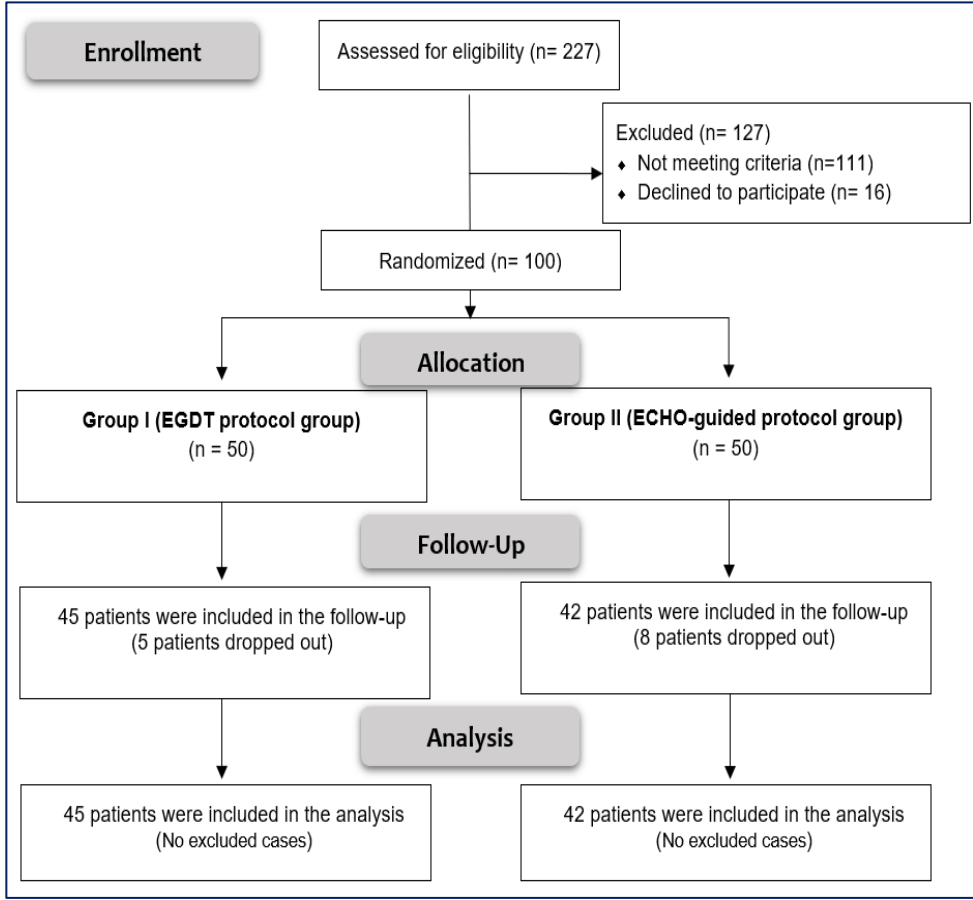 Enrollment
Assessed for eligibility (n= 227)
Excluded (n= 127)
♦ Not meeting criteria (n=111)
♦ Declined to participate (n= 16)
Randomized (n= 100)
Allocation
Group I (EGDT protocol group)
(n = 50)
Group II (ECHO-guided protocol group)
(n = 50)
Follow-Up
45 patients were included in the follow-up
(5 patients dropped out)
42 patients were included in the follow-up
(8 patients dropped out)
Analysis
45 patients were included in the analysis
(No excluded cases)
42 patients were included in the analysis
(No excluded cases)